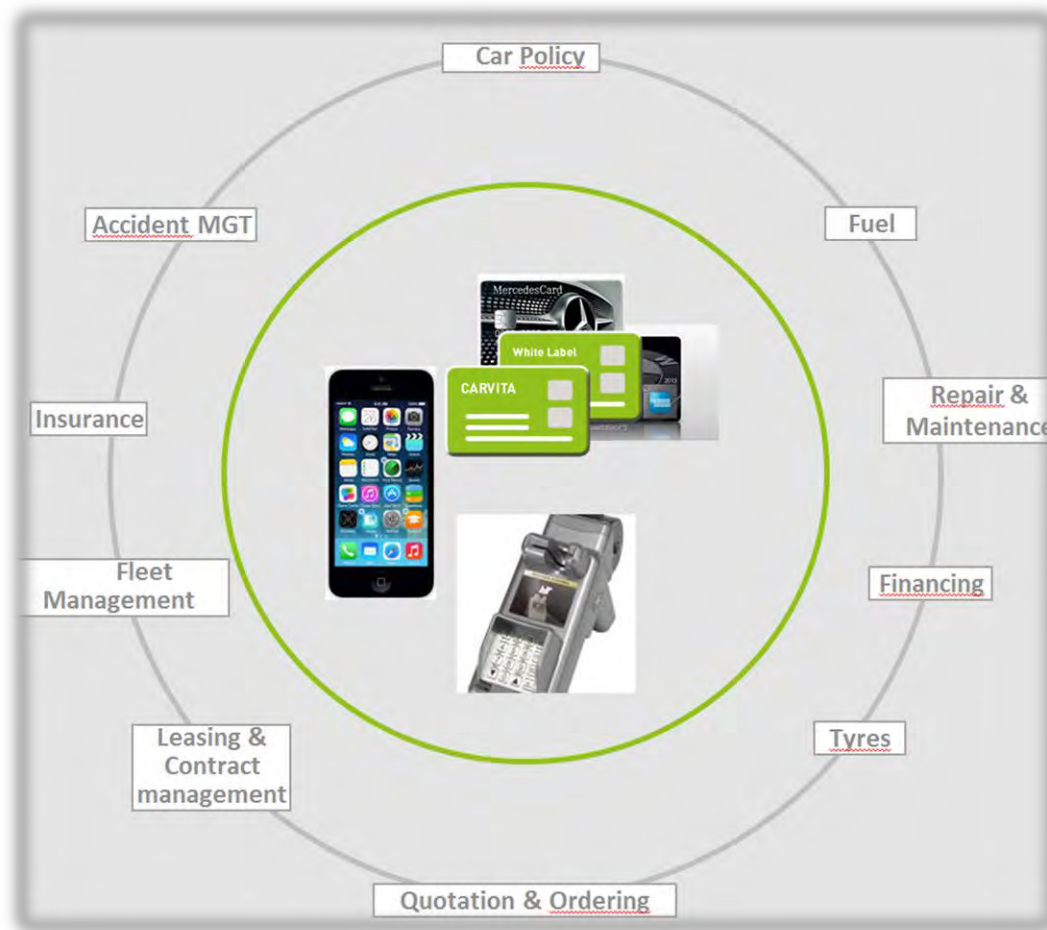 Car Policy
Accident MGT
Fuel
MercedesCard
White Label
CARVITA
2013
Insurance
Repair &
Maintenance
Fleet
Management
Financing
Leasing &
Contract
management
Tyres
Quotation & Ordering